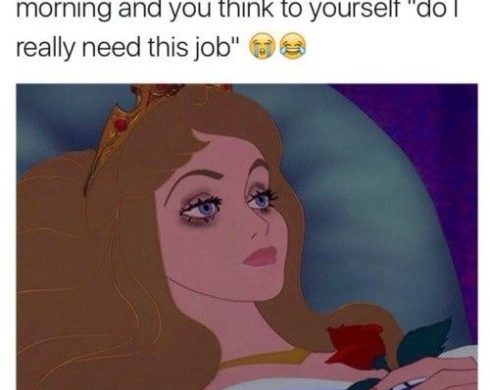 morning and you think to yourself "do I
really need this job" 😭😂